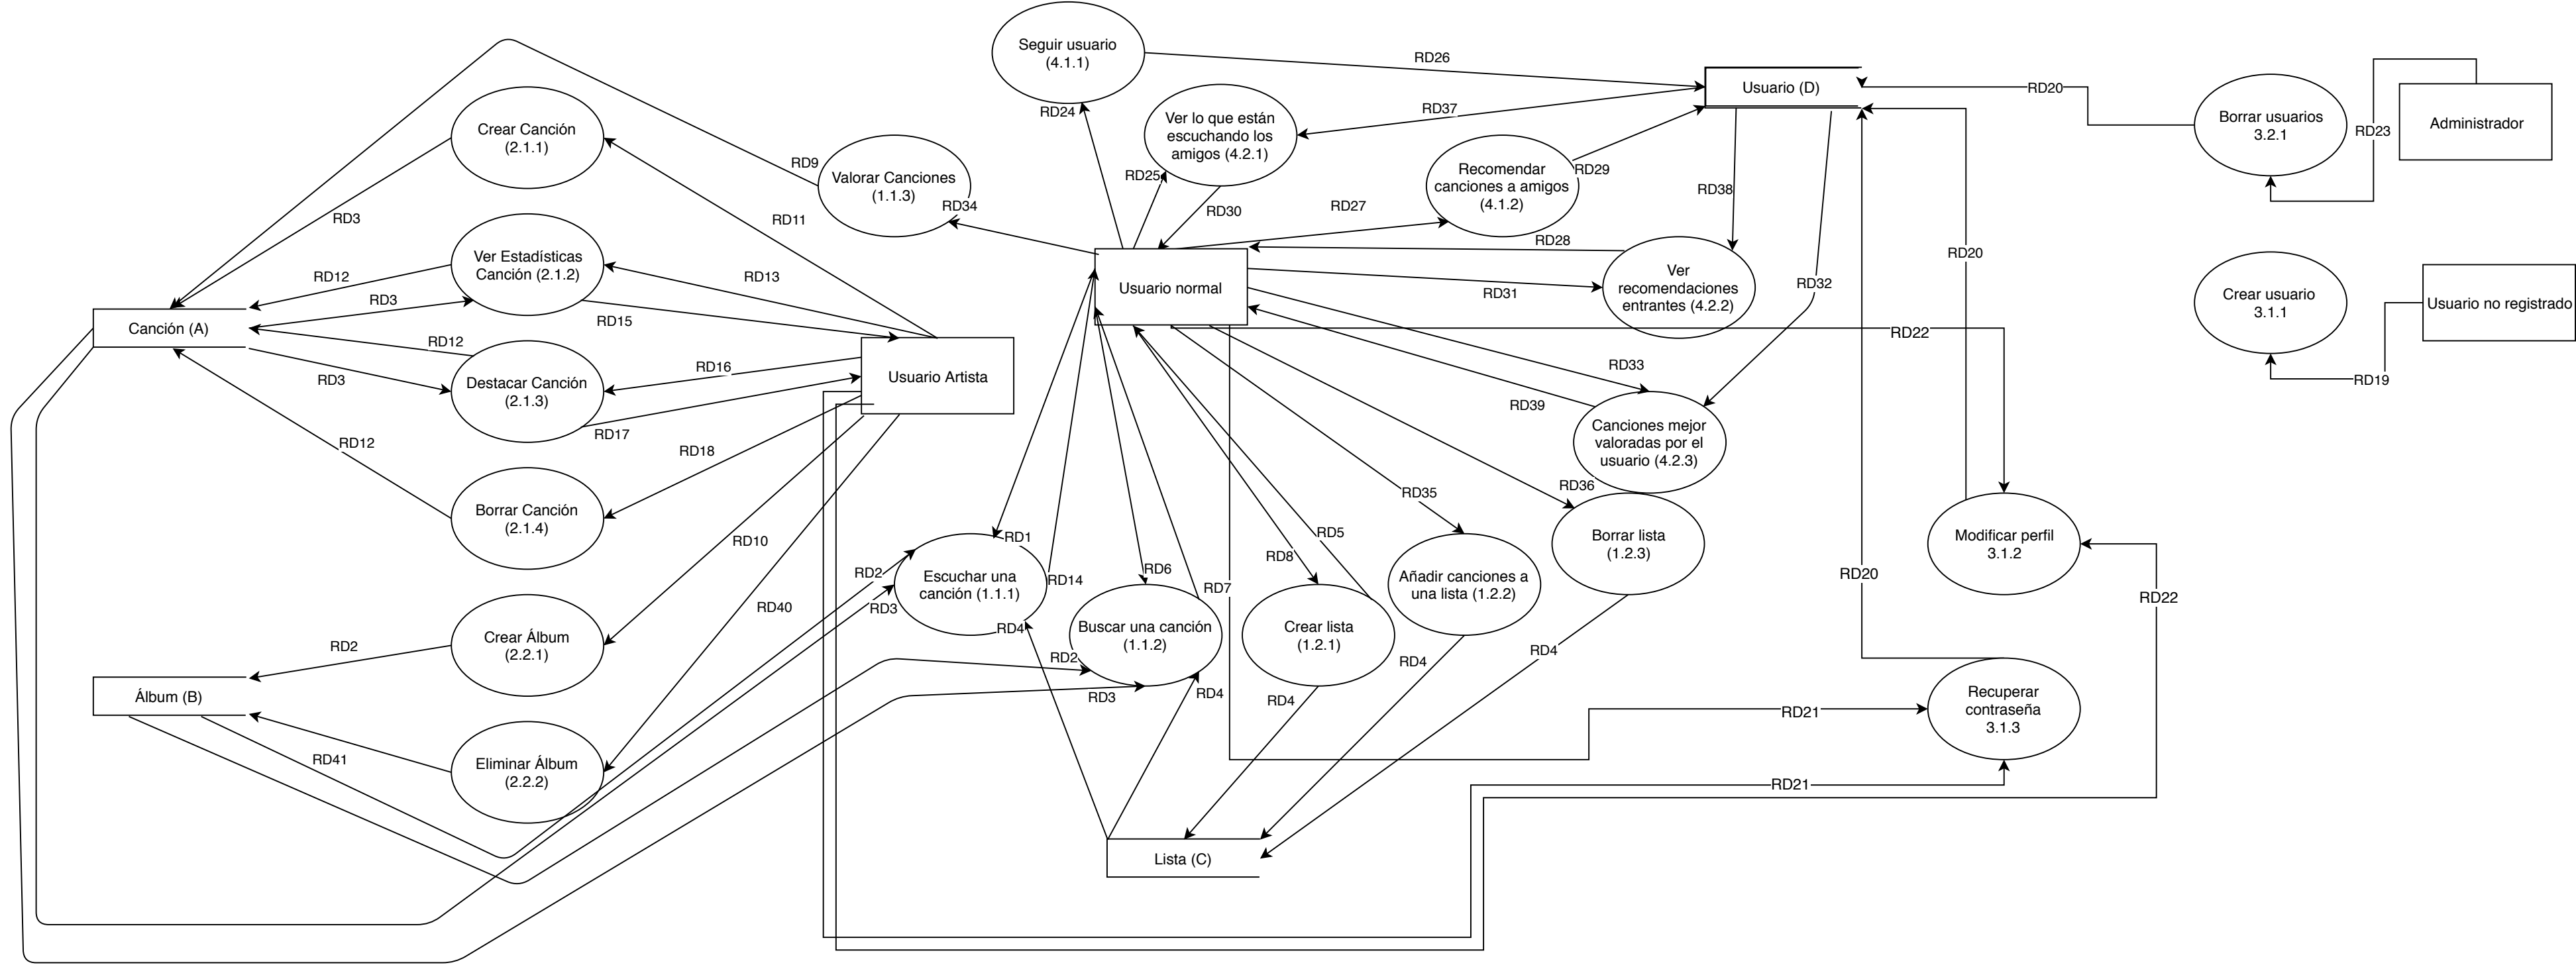 Seguir usuario
(4.1.1)
RD26
RD24
Ver lo que están
escuchando los
amigos (4.2.1)
RD25
RD37
Usuario (D)
RD20
Borrar usuarios
3.2.1
RD23
Administrador
Crear Canción
(2.1.1)
RD3
RD11
RD9
Valorar Canciones
(1.1.3)
RD34
RD30
RD27
Recomendar
canciones a amigos
(4.1.2)
RD29
RD38
RD28
RD31
Ver
recomendaciones
entrantes (4.2.2)
RD32
RD20
Crear usuario
3.1.1
Usuario no registrado
RD19
Ver Estadísticas
Canción (2.1.2)
RD12
RD13
RD3
RD15
Canción (A)
RD12
RD3
Destacar Canción
(2.1.3)
RD16
RD17
Usuario Artista
Usuario normal
RD22
RD33
RD39
Canciones mejor
valoradas por el
usuario (4.2.3)
RD12
RD18
Borrar Canción
(2.1.4)
RD10
RD40
RD36
RD35
RD5
RD8
RD1
RD14
RD6
RD7
RD2
RD3
Escuchar una
canción (1.1.1)
RD4
Buscar una canción
(1.1.2)
RD2
RD3
RD4
Crear lista
(1.2.1)
RD4
Añadir canciones a
una lista (1.2.2)
RD4
Borrar lista
(1.2.3)
RD4
Modificar perfil
3.1.2
RD20
RD22
Recuperar
contraseña
3.1.3
RD21
RD21
Crear Álbum
(2.2.1)
RD2
Álbum (B)
RD41
Eliminar Álbum
(2.2.2)
Lista (C)